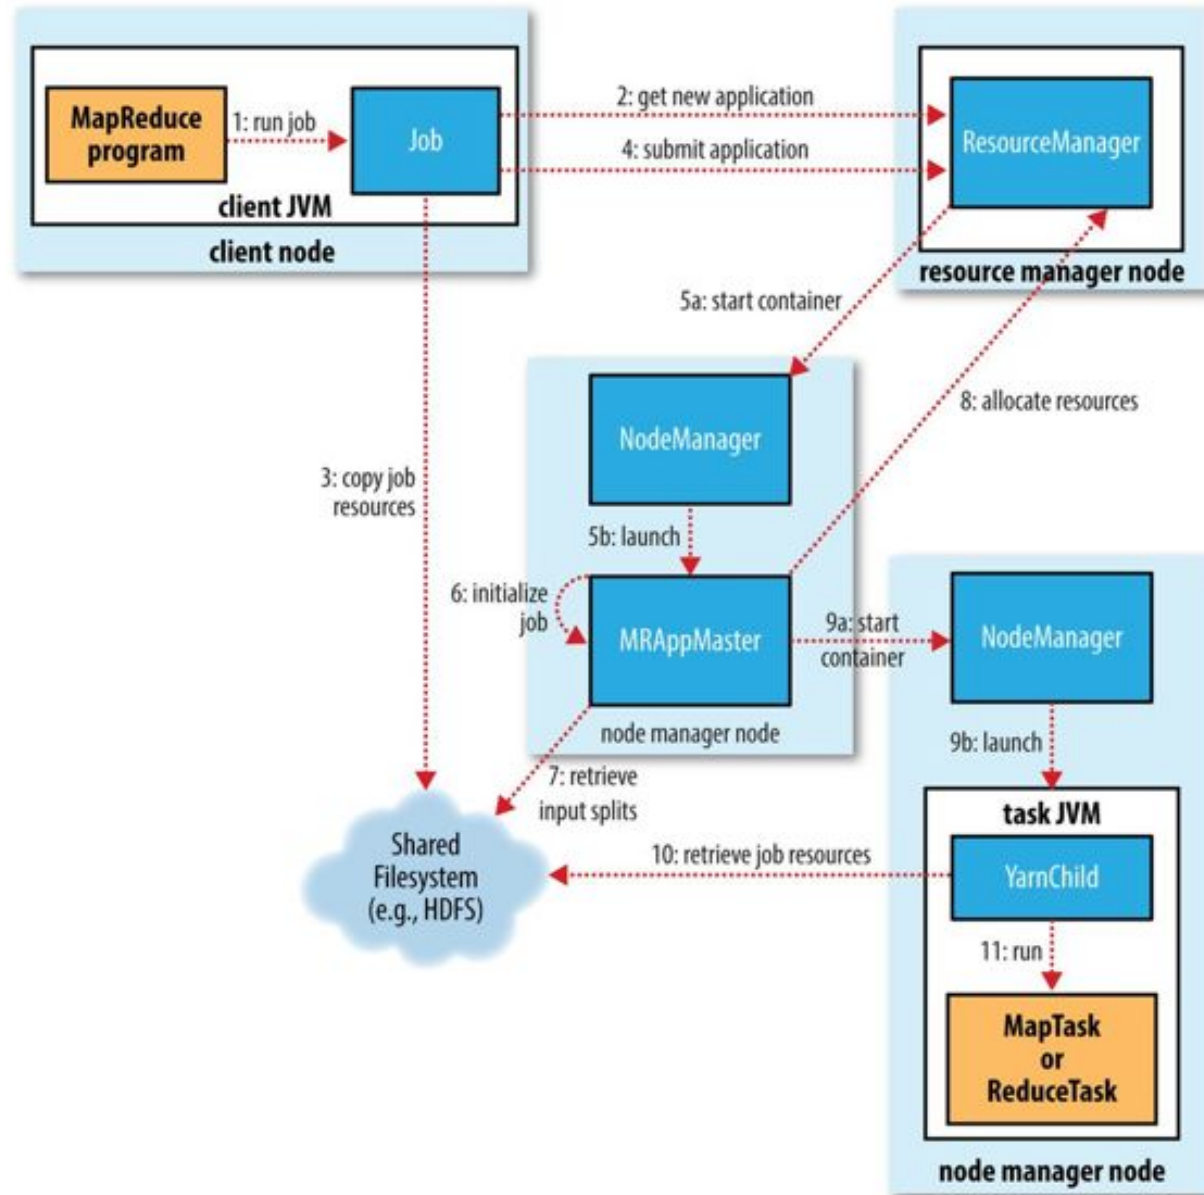 MapReduce
program
1: run job
Job
client JVM
client node
2: get new application
4: submit application
ResourceManager
resource manager node
3: copy job
resources
5a: start container
NodeManager
5b: launch
6: initialize
job
MRAppMaster
node manager node
7: retrieve
input splits
8: allocate resources
9a: start
container
NodeManager
9b: launch
task JVM
YarnChild
10: retrieve job resources
Shared
Filesystem
(e.g., HDFS)
11: run
MapTask
or
ReduceTask
node manager node